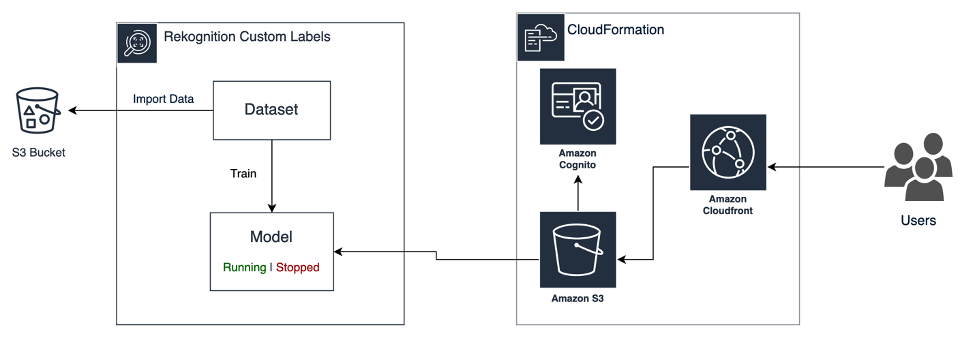 Rekognition Custom Labels
CloudFormation
Import Data
Dataset
S3 Bucket
Amazon
Cognito
Train
Amazon
Cloudfront
Users
Model
Running | Stopped
Amazon S3